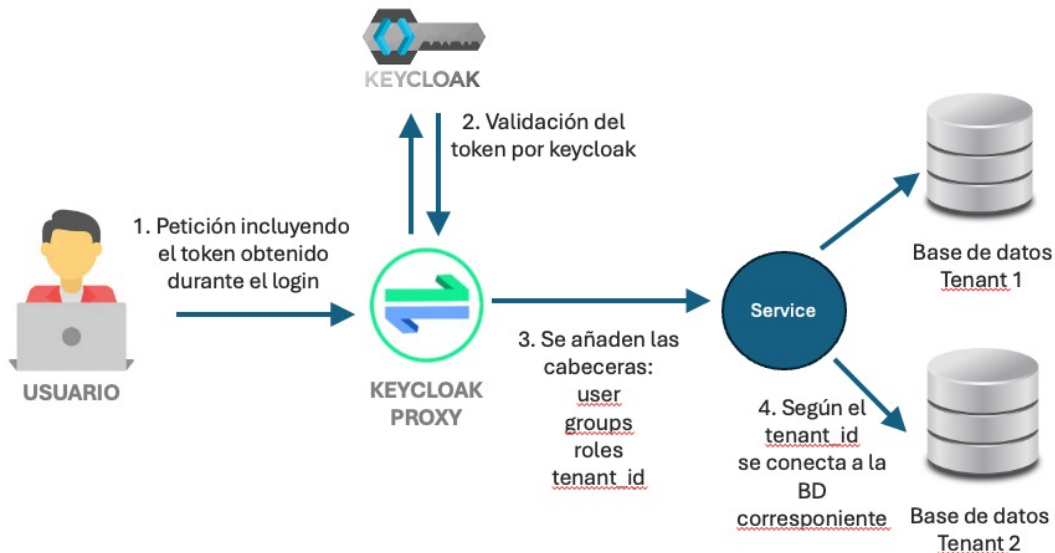 KEYCLOAK
2. Validación del
token por keycloak
1. Petición incluyendo
el token obtenido
durante el login
USUARIO
KEYCLOAK
PROXY
3. Se añaden las
cabeceras:
user
groups
roles
tenant_id
Service
4. Según el
tenant_id
se conecta a la
BD
corresponiente
Base de datos
Tenant 1
Base de datos
Tenant 2